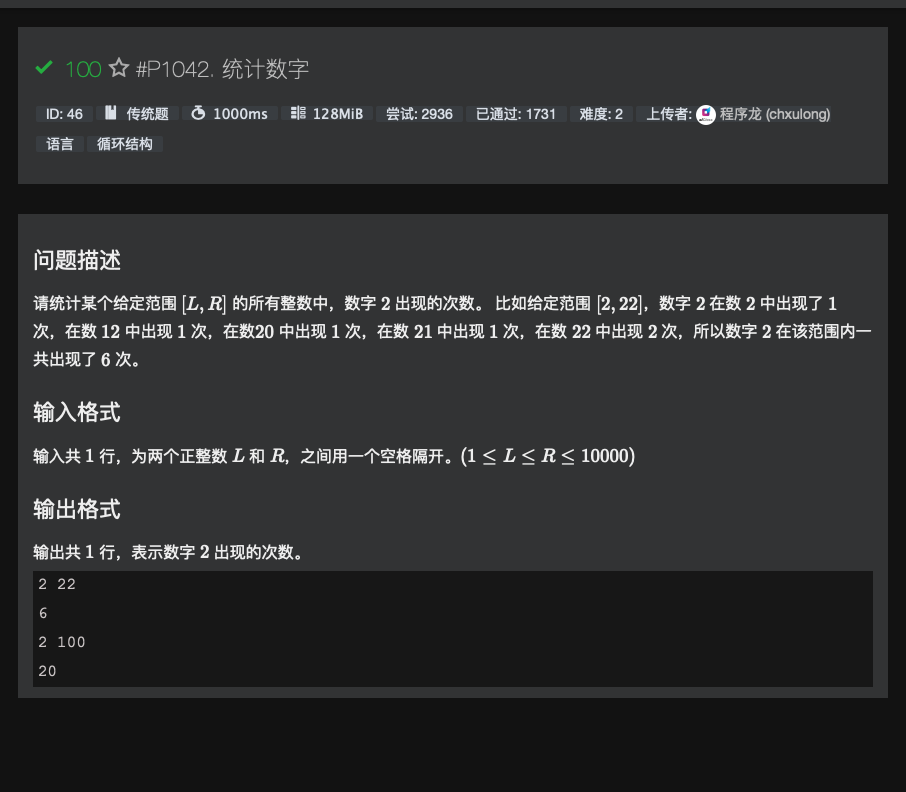 100 #P1042. 统计数字
ID: 46 传统题 1000ms 128MiB 尝试: 2936 已通过: 1731 难度: 2 上传者: 程序龙 (chxulong)
语言 循环结构
问题描述
请统计某个给定范围 [L, R] 的所有整数中，数字 2 出现的次数。 比如给定范围 [2, 22]，数字 2 在数 2 中出现了 1
次，在数 12 中出现 1 次，在数20 中出现 1 次，在数 21 中出现 1 次，在数 22 中出现 2 次，所以数字 2 在该范围内一
共出现了 6 次。
输入格式
输入共 1 行，为两个正整数 L 和 R，之间用一个空格隔开。(1 ≤ L ≤ R ≤ 10000)
输出格式
输出共 1 行，表示数字 2 出现的次数。
2 22
6
2 100
20